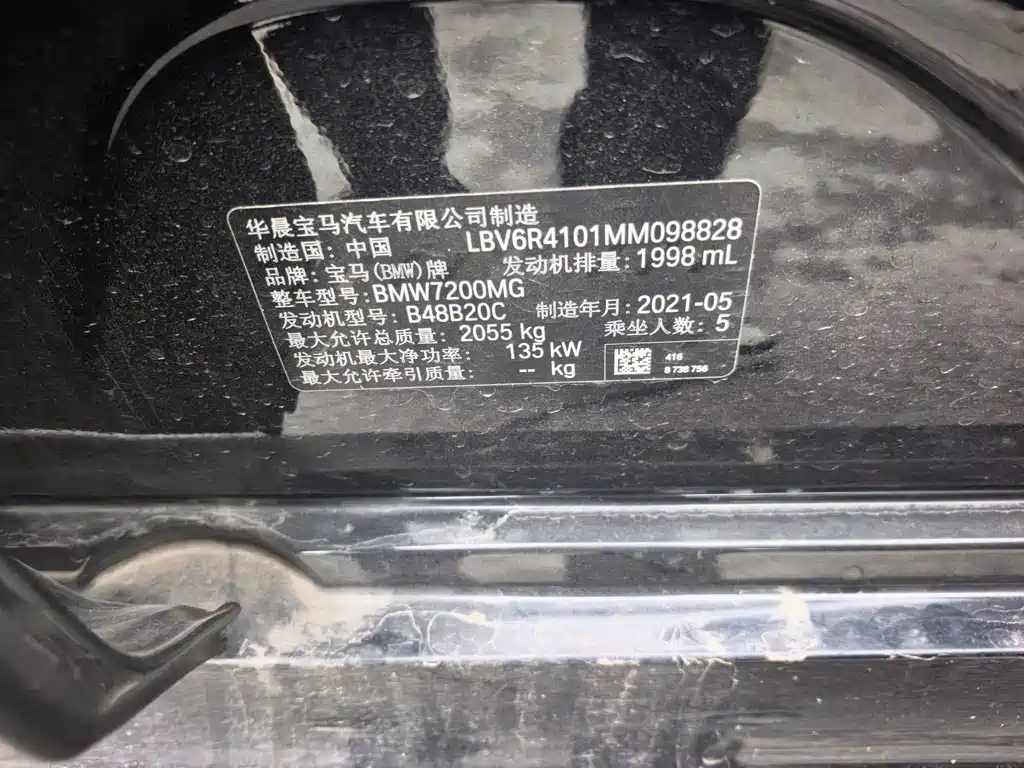 华晨宝马汽车有限公司制造
制造国: 中国 LBV6R4101MM098828
品牌: 宝马(BMW)牌 发动机排量: 1998 mL
整车型号: BMW7200MG
发动机型号: B48B20C 制造年月: 2021-05
最大允许总质量: 2055 kg 乘坐人数: 5
发动机最大净功率: 135 kW
最大允许牵引质量: -- kg
416
8 738 756